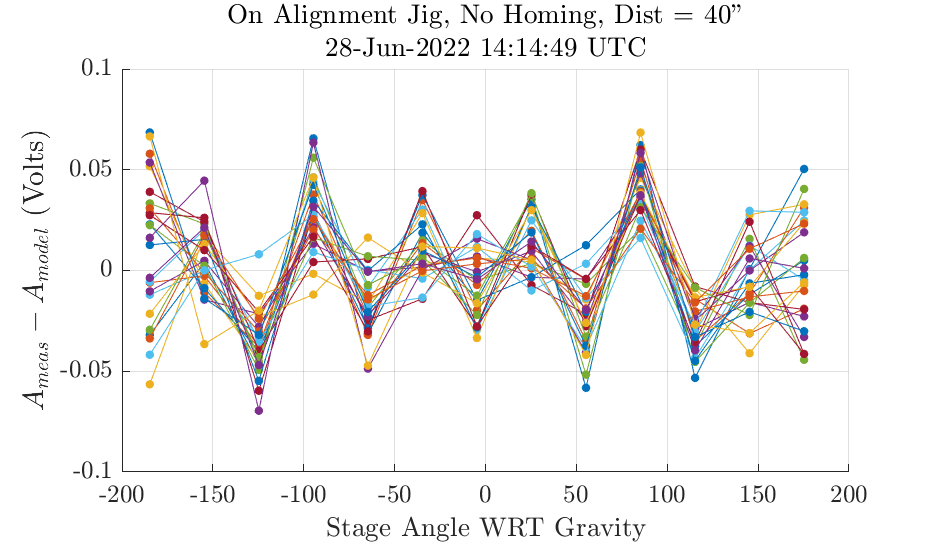 On Alignment Jig, No Homing, Dist = 40”
28-Jun-2022 14:14:49 UTC
0.1
0.05
0
-0.05
-0.1
A_meas − A_model (Volts)
-200 -150 -100 -50 0 50 100 150 200
Stage Angle WRT Gravity